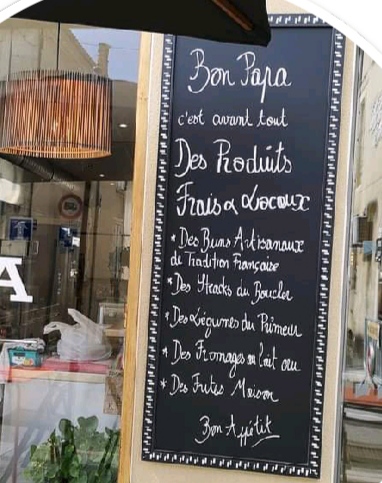 Bon Papa
c'est avant tout
Des Produits
Frais & Locaux
* Des Buns Artisanaux
de Tradition Française
* Des Steacks du Boucher
* Des Légumes du Primeur
* Des Fromages au lait cru
* Des Frites Maison
Bon Appétit
A